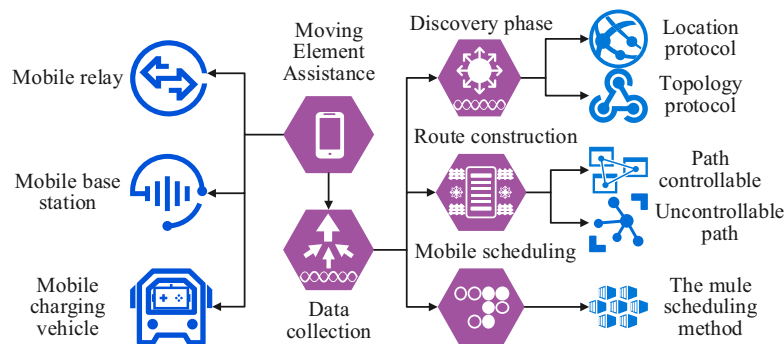 Moving
Element
Assistance
Mobile relay
Mobile base
station
Mobile
charging
vehicle
Data
collection
Discovery phase
Location
protocol
Topology
protocol
Route construction
Path
controllable
Uncontrollable
path
Mobile scheduling
The mule
scheduling
method